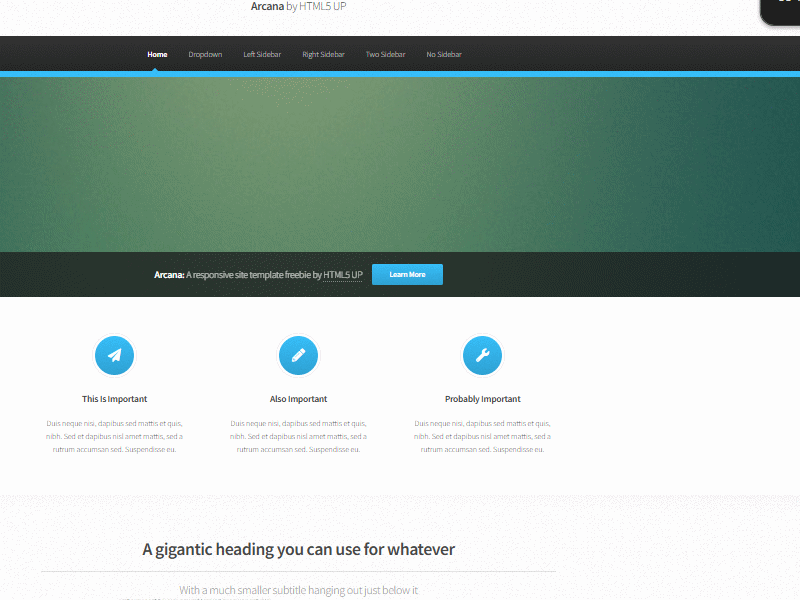 Arcana by HTML5 UP
Home Dropdown Left Sidebar Right Sidebar Two Sidebar No Sidebar
Arcana: A responsive site template freebie by HTML5 UP Learn More
This Is Important
Duis neque nisi, dapibus sed mattis et quis,
nibh. Sed et dapibus nisl amet mattis, sed a
rutrum accumsan sed. Suspendisse eu.
Also Important
Duis neque nisi, dapibus sed mattis et quis,
nibh. Sed et dapibus nisl amet mattis, sed a
rutrum accumsan sed. Suspendisse eu.
Probably Important
Duis neque nisi, dapibus sed mattis et quis,
nibh. Sed et dapibus nisl amet mattis, sed a
rutrum accumsan sed. Suspendisse eu.
A gigantic heading you can use for whatever
With a much smaller subtitle hanging out just below it